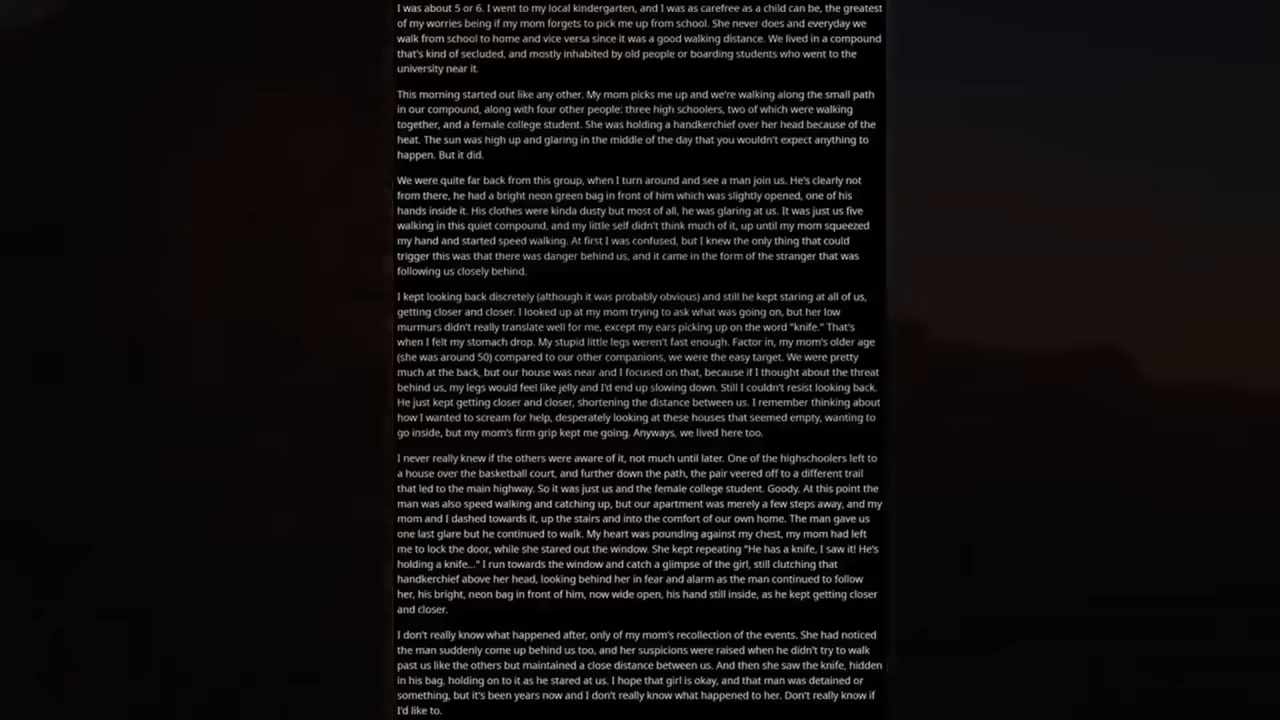 I was about 5 or 6. I went to my local kindergarten, and I was as carefree as a child can be, the greatest
of my worries being if my mom forgets to pick me up from school. She never does and everyday we
walk from school to home and vice versa since it was a good walking distance. We lived in a compound
that's kind of secluded, and mostly inhabited by old people or boarding students who went to the
university near it.
This morning started out like any other. My mom picks me up and we're walking along the small path
in our compound, along with four other people: three high schoolers, two of which were walking
together, and a female college student. She was holding a handkerchief over her head because of the
heat. The sun was high up and glaring in the middle of the day that you wouldn't expect anything to
happen. But it did.
We were quite far back from this group, when I turn around and see a man join us. He's clearly not
from there, he had a bright neon green bag in front of him which was slightly opened, one of his
hands inside it. His clothes were kinda dusty but most of all, he was glaring at us. It was just us five
walking in this quiet compound, and my little self didn't think much of it, up until my mom squeezed
my hand and started speed walking. At first I was confused, but I knew the only thing that could
trigger this was that there was danger behind us, and it came in the form of the stranger that was
following us closely behind.
I kept looking back discretely (although it was probably obvious) and still he kept staring at all of us,
getting closer and closer. I looked up at my mom trying to ask what was going on, but her low
murmurs didn't really translate well for me, except my ears picking up on the word "knife." That's
when I felt my stomach drop. My stupid little legs weren't fast enough. Factor in, my mom's older age
(she was around 50) compared to our other companions, we were the easy target. We were pretty
much at the back, but our house was near and I focused on that, because if I thought about the threat
behind us, my legs would feel like jelly and I'd end up slowing down. Still I couldn't resist looking back.
He just kept getting closer and closer, shortening the distance between us. I remember thinking about
how I wanted to scream for help, desperately looking at these houses that seemed empty, wanting to
go inside, but my mom's firm grip kept me going. Anyways, we lived here too.
I never really knew if the others were aware of it, not much until later. One of the highschoolers left to
a house over the basketball court, and further down the path, the pair veered off to a different trail
that led to the main highway. So it was just us and the female college student. Goody. At this point the
man was also speed walking and catching up, but our apartment was merely a few steps away, and my
mom and I dashed towards it, up the stairs and into the comfort of our own home. The man gave us
one last glare but he continued to walk. My heart was pounding against my chest, my mom had left
me to lock the door, while she stared out the window. She kept repeating "He has a knife, I saw it! He's
holding a knife..." I run towards the window and catch a glimpse of the girl, still clutching that
handkerchief above her head, looking behind her in fear and alarm as the man continued to follow
her, his bright, neon bag in front of him, now wide open, his hand still inside, as he kept getting closer
and closer.
I don't really know what happened after, only of my mom's recollection of the events. She had noticed
the man suddenly come up behind us too, and her suspicions were raised when he didn't try to walk
past us like the others but maintained a close distance between us. And then she saw the knife, hidden
in his bag, holding on to it as he stared at us. I hope that girl is okay, and that man was detained or
something, but it's been years now and I don't really know what happened to her. Don't really know if
I'd like to.